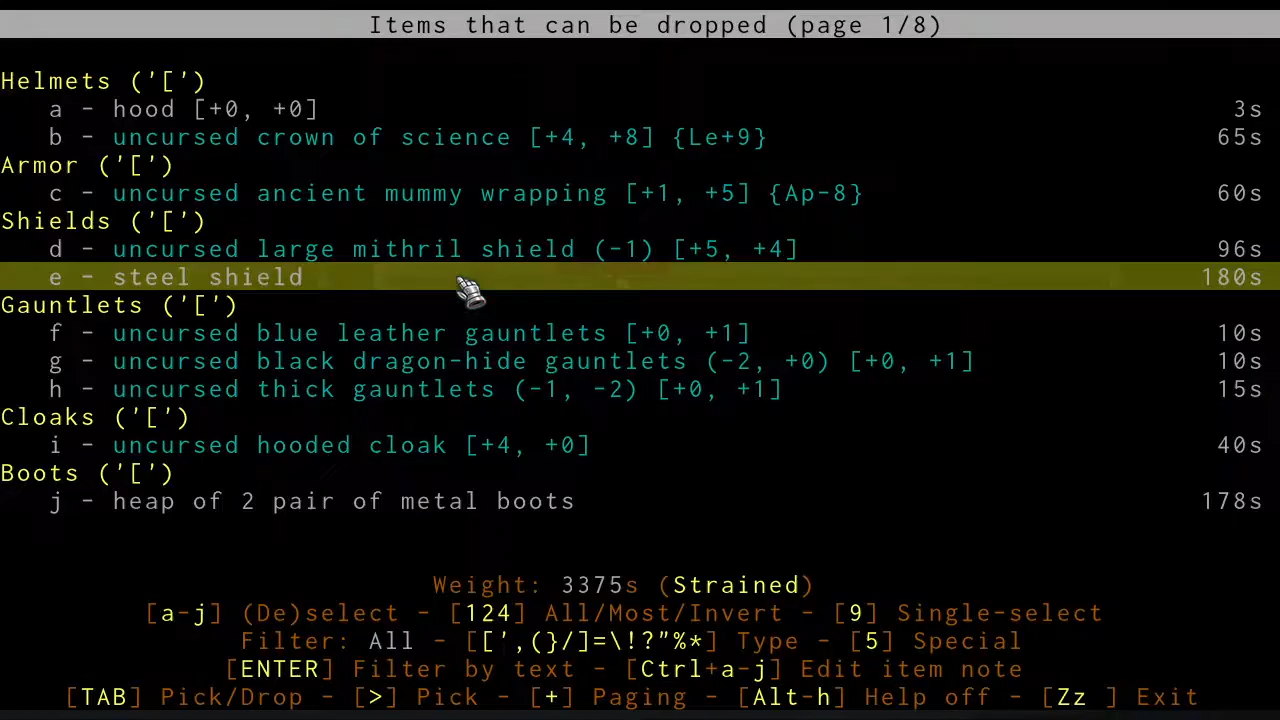 Items that can be dropped (page 1/8)
Helmets ('[')
a - hood [+0, +0] 3s
b - uncursed crown of science [+4, +8] {Le+9} 65s
Armor ('[')
c - uncursed ancient mummy wrapping [+1, +5] {Ap-8} 60s
Shields ('[')
d - uncursed large mithril shield (-1) [+5, +4] 96s
e - steel shield 180s
Gauntlets ('[')
f - uncursed blue leather gauntlets [+0, +1] 10s
g - uncursed black dragon-hide gauntlets (-2, +0) [+0, +1] 10s
h - uncursed thick gauntlets (-1, -2) [+0, +1] 15s
Cloaks ('[')
i - uncursed hooded cloak [+4, +0] 40s
Boots ('[')
j - heap of 2 pair of metal boots 178s
Weight: 3375s (Strained)
[a-j] (De)select - [124] All/Most/Invert - [9] Single-select
Filter: All - [[',(}/]=\!?"%*] Type - [5] Special
[ENTER] Filter by text - [Ctrl+a-j] Edit item note
[TAB] Pick/Drop - [>] Pick - [+] Paging - [Alt-h] Help off - [Zz ] Exit